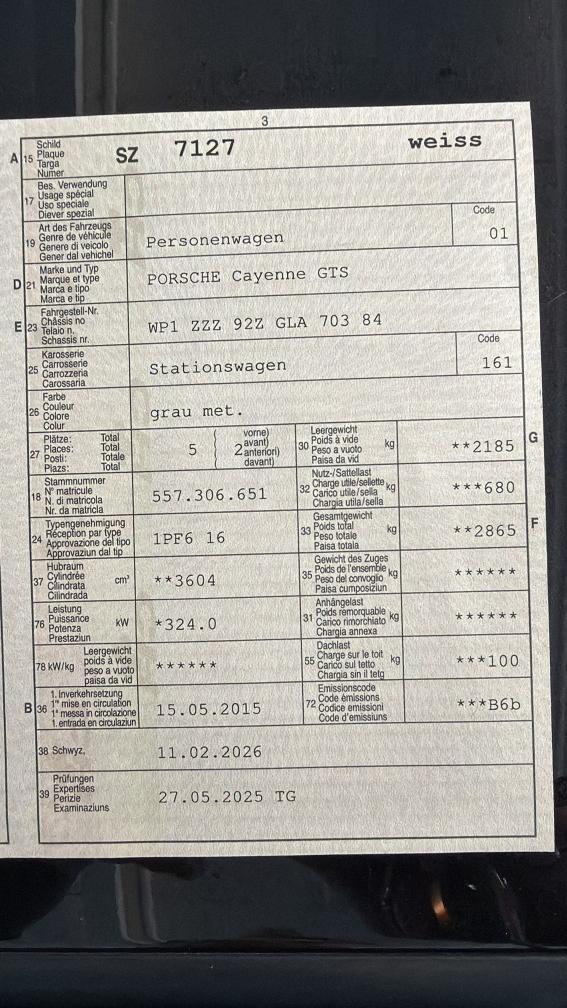 3
A 15 Schild
Plaque
Targa
Numer
SZ 7127 weiss
17 Bes. Verwendung
Usage spécial
Uso speciale
Diever spezial
19 Art des Fahrzeugs
Genre de véhicule
Genere di veicolo
Gener dal vehichel
Personenwagen
Code
01
D 21 Marke und Typ
Marque et type
Marca e tipo
Marca e tip
PORSCHE Cayenne GTS
E 23 Fahrgestell-Nr.
Châssis no
Telaio n.
Schassis nr.
WP1 ZZZ 92Z GLA 703 84
25 Karosserie
Carrosserie
Carrozzeria
Carossaria
Stationswagen
Code
161
26 Farbe
Couleur
Colore
Colur
grau met.
27 Plätze: Total
Places: Total
Posti: Totale
Plazs: Total
5 2 vorne)
avant)
anteriori)
davant)
30 Leergewicht
Poids à vide
Peso a vuoto
Paisa da vid
kg
**2185
G
18 Stammnummer
N° matricule
N. di matricola
Nr. da matricla
557.306.651
32 Nutz-/Sattellast
Charge utile/sellette
Carico utile/sella
Chargia utila/sella
kg
***680
24 Typengenehmigung
Réception par type
Approvazione del tipo
Approvaziun dal tip
1PF6 16
33 Gesamtgewicht
Poids total
Peso totale
Paisa totala
kg
**2865
F
37 Hubraum
Cylindrée
Cilindrata
Cilindrada
cm³
**3604
35 Gewicht des Zuges
Poids de l'ensemble
Peso del convoglio
Paisa cumposiziun
kg
******
76 Leistung
Puissance
Potenza
Prestaziun
kW
*324.0
31 Anhängelast
Poids remorquable
Carico rimorchiato
Chargia annexa
kg
******
78 kW/kg Leergewicht
poids à vide
peso a vuoto
paisa da vid
******
55 Dachlast
Charge sur le toit
Carico sul tetto
Chargia sin il tetg
kg
***100
B 36 1. Inverkehrsetzung
1re mise en circulation
1a messa in circolazione
1. entrada en circulaziun
15.05.2015
72 Emissionscode
Code émissions
Codice emissioni
Code d'emissiuns
***B6b
38 Schwyz,
11.02.2026
39 Prüfungen
Expertises
Perizie
Examinaziuns
27.05.2025 TG